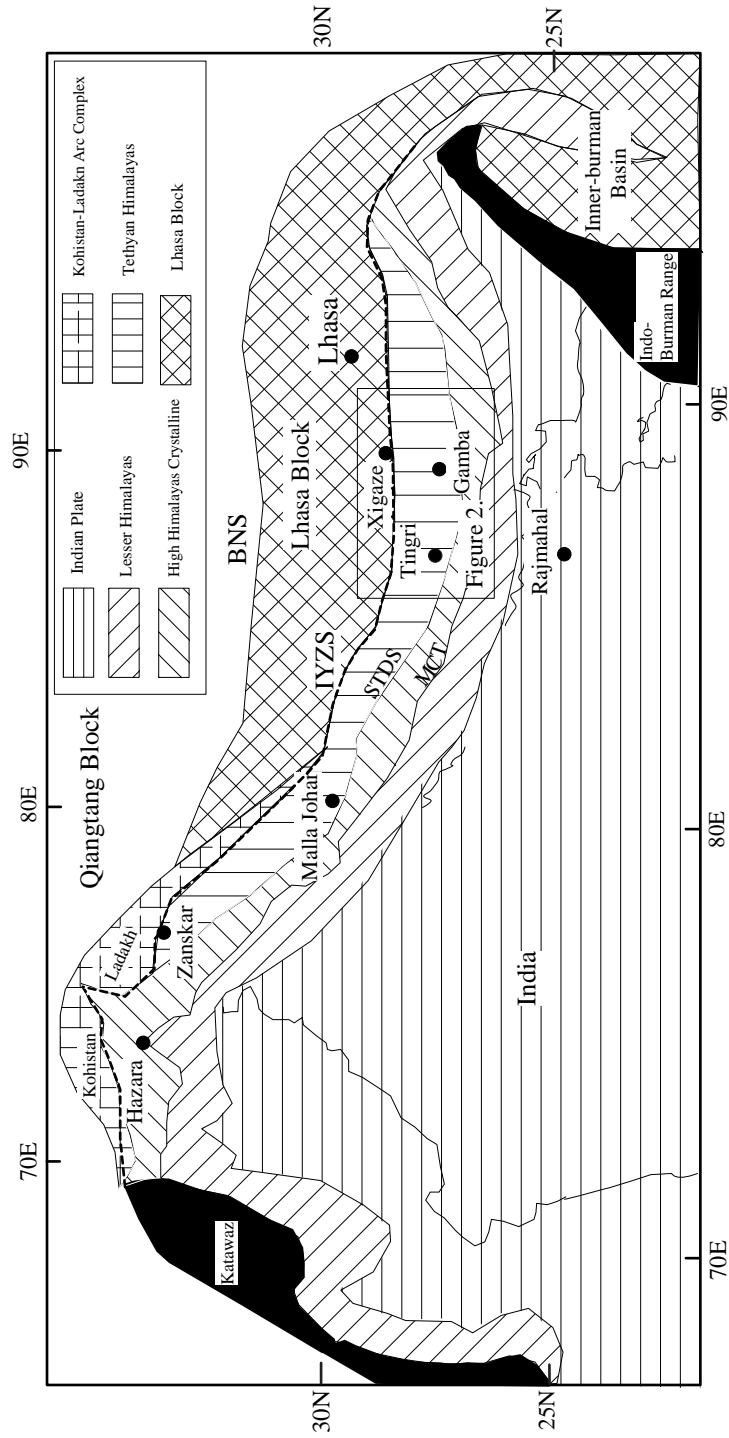 90E
80E
70E
30N
25N
30N
25N
90E
80E
70E
Indian Plate
Lesser Himalayas
High Himalayas Crystalline
Kohistan-Ladakn Arc Complex
Tethyan Himalayas
Lhasa Block
Qiangtang Block
BNS
Lhasa Block
Lhasa
IYZS
Xigaze
Tingri
Gamba
Figure 2.
STDS
MCT
Malla Johar
Ladakh
Zanskar
Kohistan
Hazara
Katawaz
India
Rajmahal
Indo-
Burman Range
Inner-burman
Basin